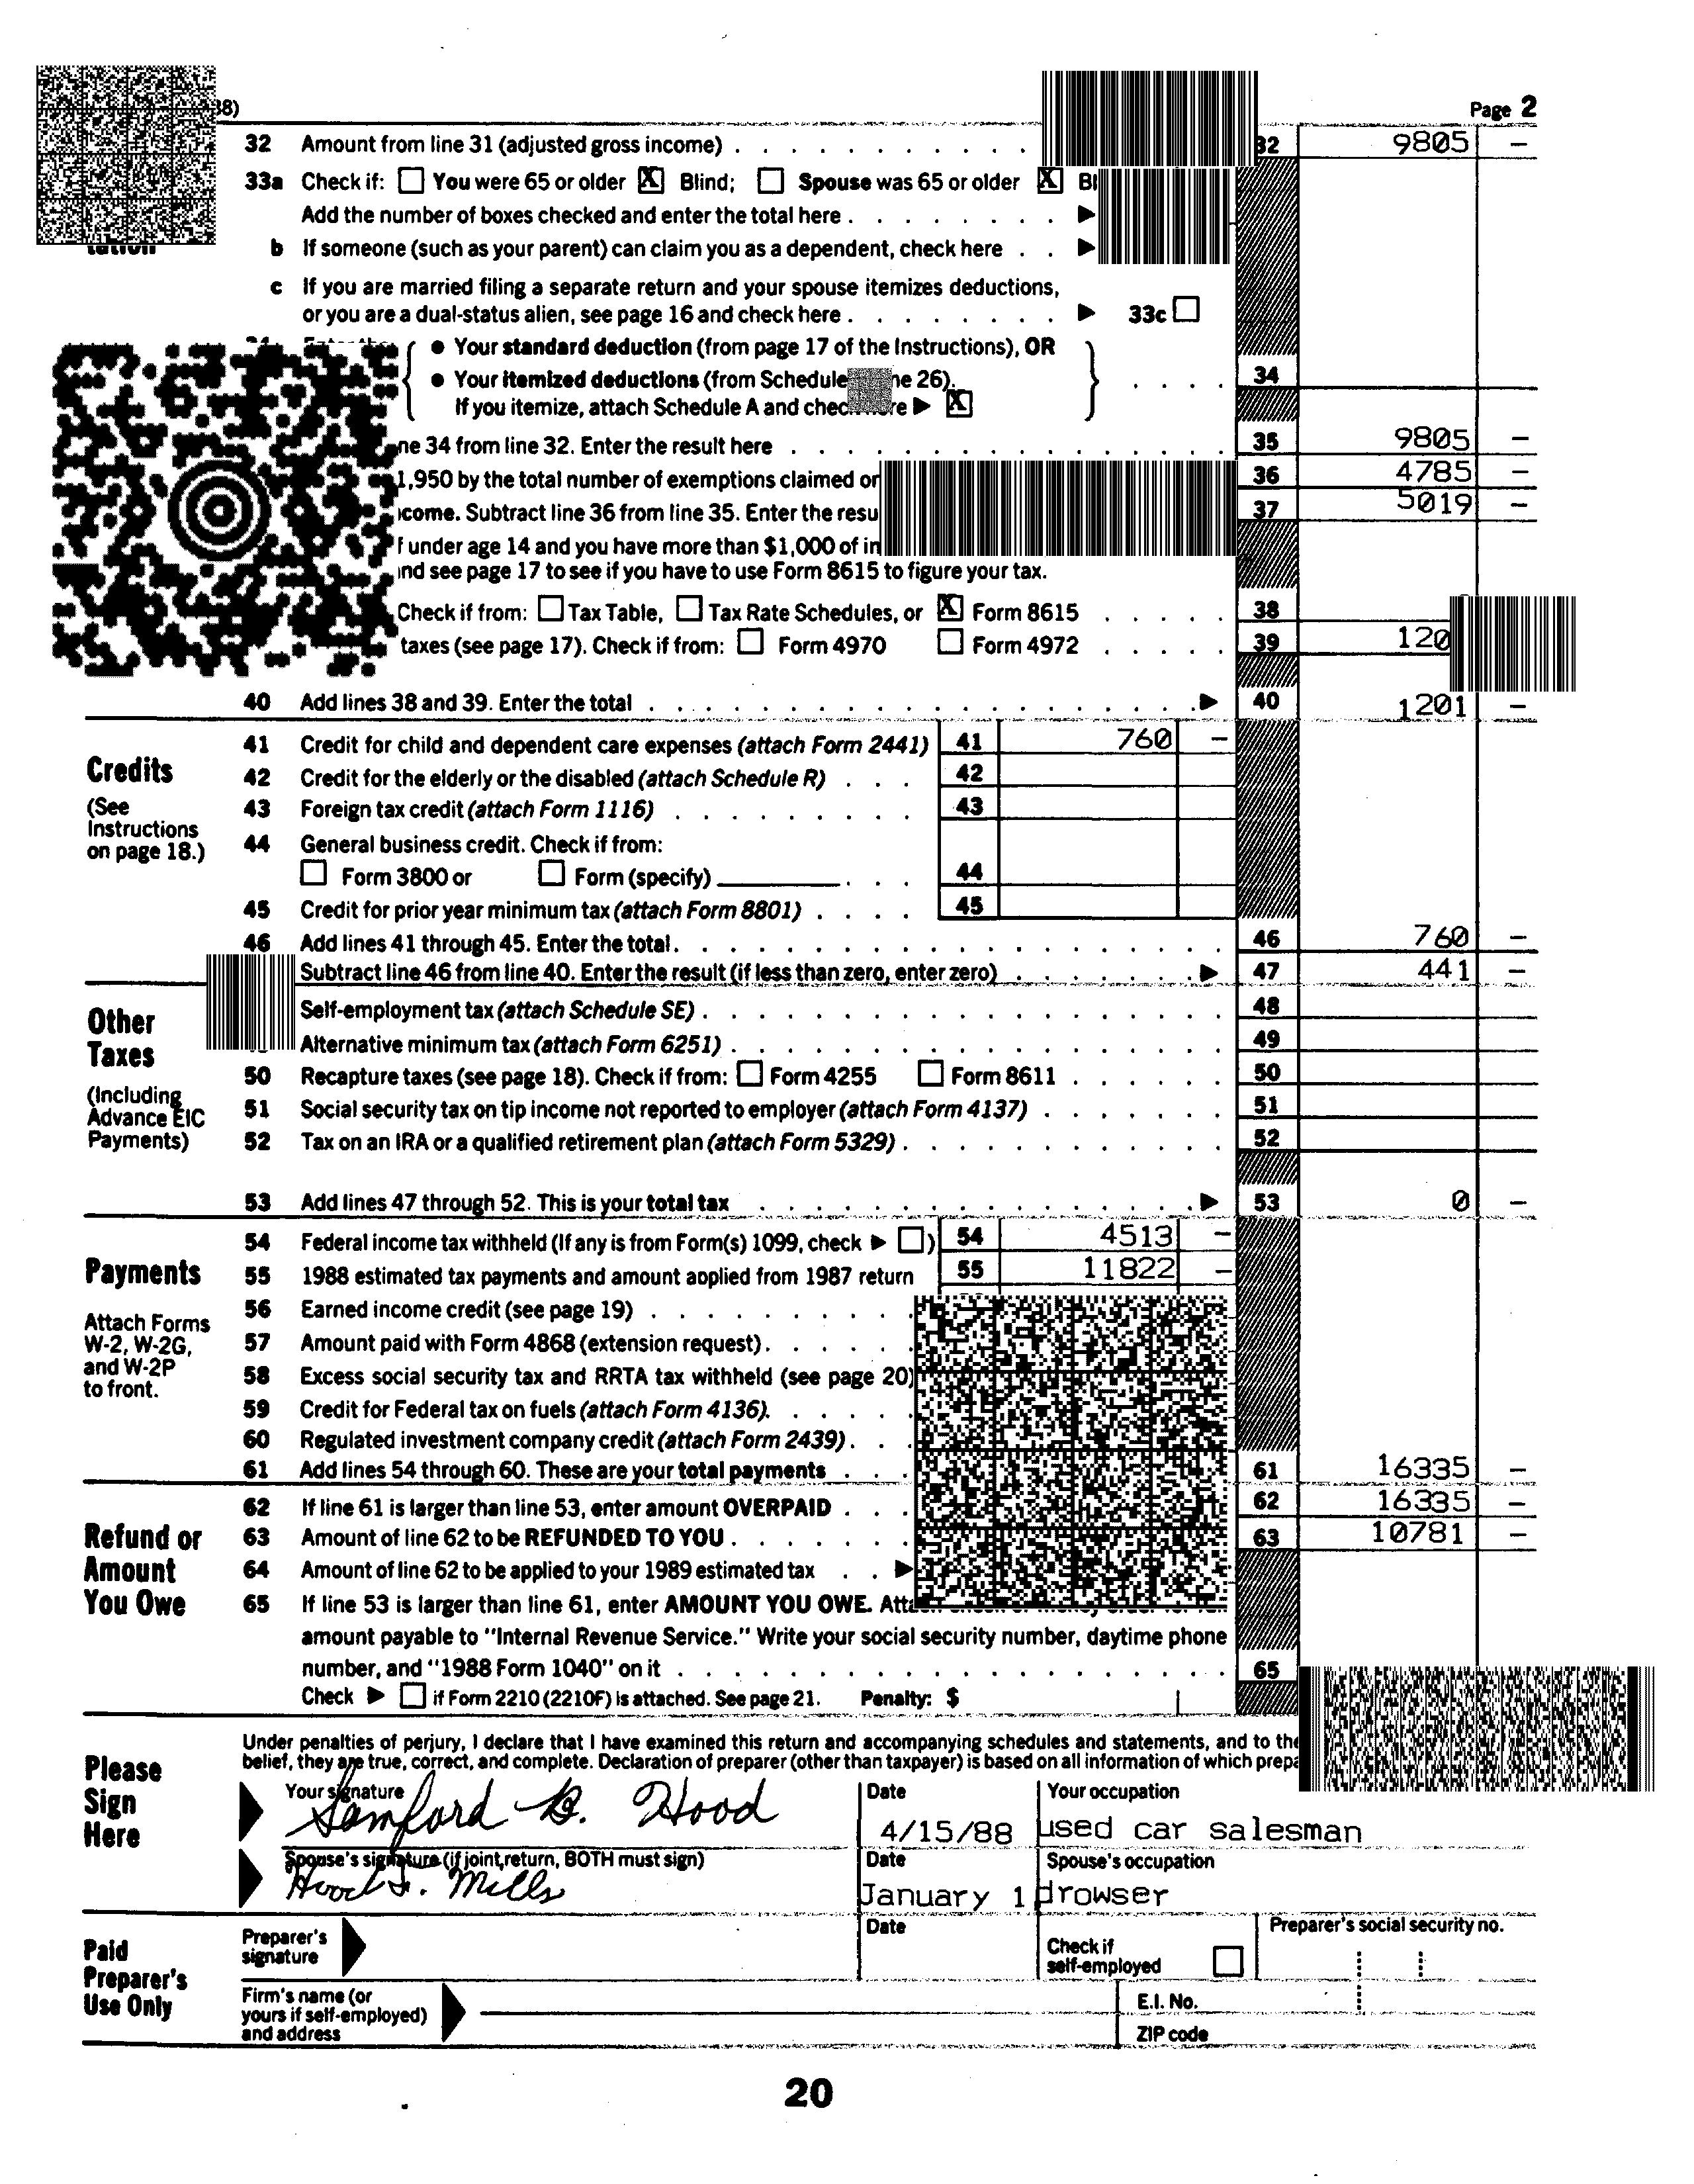 88)
Page 2
32 Amount from line 31 (adjusted gross income) . . . . . . . . . . . 32 9805 –
33a Check if: You were 65 or older X Blind; Spouse was 65 or older X Bl
Add the number of boxes checked and enter the total here . . . . . . .
tation
b If someone (such as your parent) can claim you as a dependent, check here . .
c If you are married filing a separate return and your spouse itemizes deductions,
or you are a dual-status alien, see page 16 and check here . . . . . . . . 33c
• Your standard deduction (from page 17 of the Instructions), OR
• Your itemized deductions (from Schedule ne 26). . . . . 34
If you itemize, attach Schedule A and check here X
ne 34 from line 32. Enter the result here . . . . . . . . . . . . . . . 35 9805 –
1,950 by the total number of exemptions claimed on 36 4785 –
come. Subtract line 36 from line 35. Enter the resu 37 5019 –
f under age 14 and you have more than $1,000 of in
and see page 17 to see if you have to use Form 8615 to figure your tax.
Check if from: Tax Table, Tax Rate Schedules, or X Form 8615 . . . . . 38
taxes (see page 17). Check if from: Form 4970 Form 4972 . . . . . 39 120
40 Add lines 38 and 39. Enter the total . . . . . . . . . . . . . . . . . 40 1201 –
Credits
(See
Instructions
on page 18.)
41 Credit for child and dependent care expenses (attach Form 2441) 41 760 –
42 Credit for the elderly or the disabled (attach Schedule R) . . . 42
43 Foreign tax credit (attach Form 1116) . . . . . . . . . 43
44 General business credit. Check if from:
Form 3800 or Form (specify) . . . 44
45 Credit for prior year minimum tax (attach Form 8801) . . . . 45
46 Add lines 41 through 45. Enter the total. . . . . . . . . . . . . . . . . 46 760 –
Subtract line 46 from line 40. Enter the result (if less than zero, enter zero) . . . . . . . 47 441 –
Other
Taxes
(Including
Advance EIC
Payments)
Self-employment tax (attach Schedule SE) . . . . . . . . . . . . . . . . 48
Alternative minimum tax (attach Form 6251) . . . . . . . . . . . . . . . 49
50 Recapture taxes (see page 18). Check if from: Form 4255 Form 8611 . . . . . . 50
51 Social security tax on tip income not reported to employer (attach Form 4137) . . . . . . 51
52 Tax on an IRA or a qualified retirement plan (attach Form 5329) . . . . . . . . . . . 52
53 Add lines 47 through 52. This is your total tax . . . . . . . . . . . . . . . 53 0 –
Payments
Attach Forms
W-2, W-2G,
and W-2P
to front.
54 Federal income tax withheld (If any is from Form(s) 1099, check ) 54 4513 –
55 1988 estimated tax payments and amount applied from 1987 return 55 11822 –
56 Earned income credit (see page 19) . . . . . . . . . .
57 Amount paid with Form 4868 (extension request). . . . . .
58 Excess social security tax and RRTA tax withheld (see page 20)
59 Credit for Federal tax on fuels (attach Form 4136). . . . . .
60 Regulated investment company credit (attach Form 2439) . . .
61 Add lines 54 through 60. These are your total payments . . . 61 16335 –
Refund or
Amount
You Owe
62 If line 61 is larger than line 53, enter amount OVERPAID . . . 62 16335 –
63 Amount of line 62 to be REFUNDED TO YOU . . . . . . . 63 10781 –
64 Amount of line 62 to be applied to your 1989 estimated tax . .
65 If line 53 is larger than line 61, enter AMOUNT YOU OWE.
amount payable to "Internal Revenue Service." Write your social security number, daytime phone
number, and "1988 Form 1040" on it . . . . . . . . . . . . . . . . . 65
Check if Form 2210 (2210F) is attached. See page 21. Penalty: $
Please
Sign
Here
Under penalties of perjury, I declare that I have examined this return and accompanying schedules and statements, and to the
belief, they are true, correct, and complete. Declaration of preparer (other than taxpayer) is based on all information of which prepa
Your signature Date Your occupation
Samford B. Hood 4/15/88 used car salesman
Spouse's signature (if joint return, BOTH must sign) Date Spouse's occupation
Mills January 1 drowser
Paid
Preparer's
Use Only
Preparer's
signature
Date
Check if
self-employed
Preparer's social security no.
Firm's name (or
yours if self-employed)
and address
E.I. No.
ZIP code
20